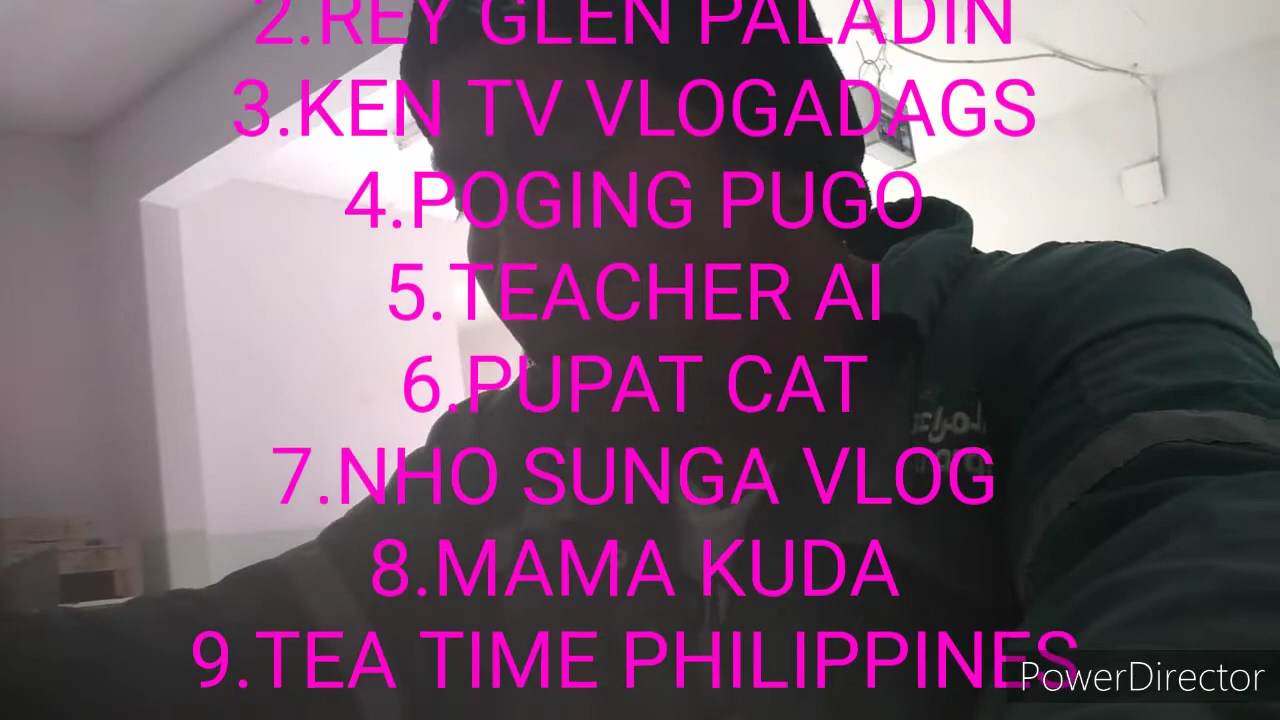 2.REY GLEN PALADIN
3.KEN TV VLOGADAGS
4.POGING PUGO
5.TEACHER AI
6.PUPAT CAT
7.NHO SUNGA VLOG
8.MAMA KUDA
9.TEA TIME PHILIPPINES
PowerDirector